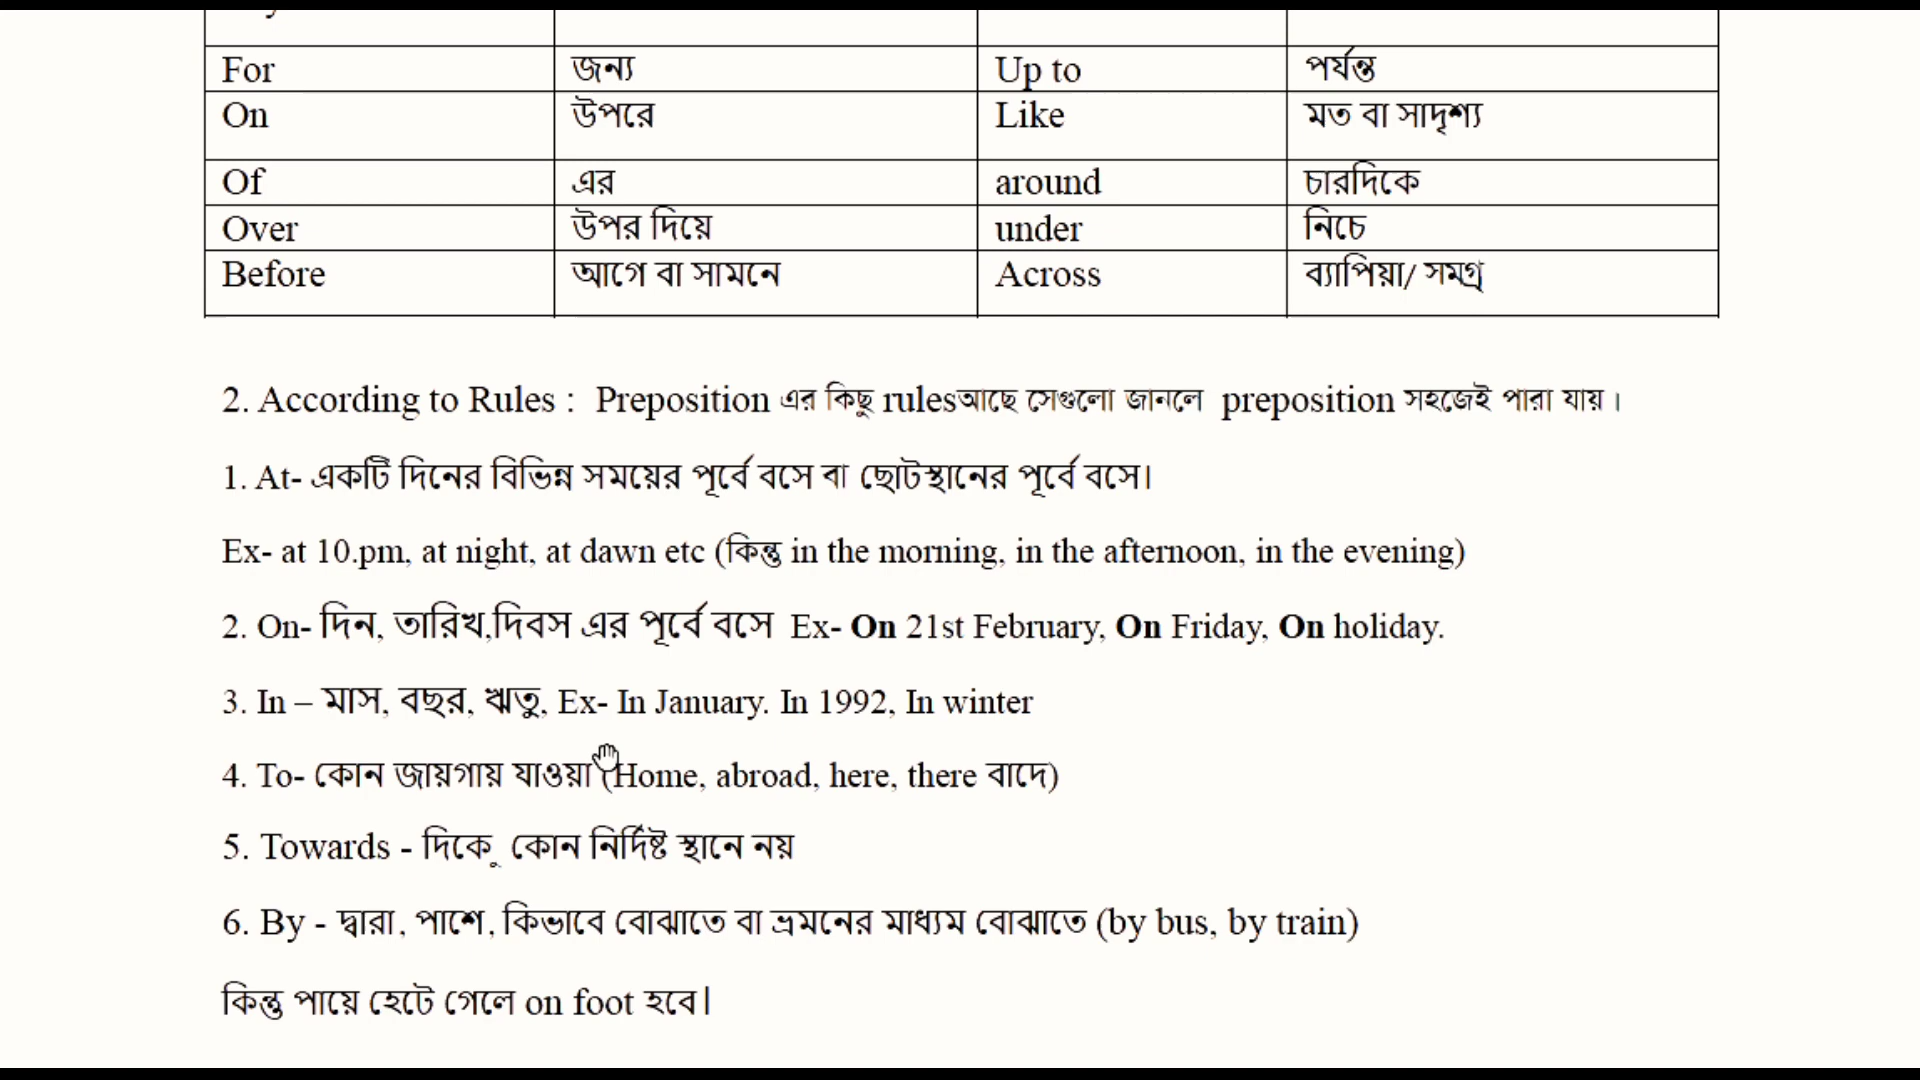 For জন্য Up to পর্যন্ত
On উপরে Like মত বা সাদৃশ্য
Of এর around চারদিকে
Over উপর দিয়ে under নিচে
Before আগে বা সামনে Across ব্যাপিয়া/ সমগ্র
2. According to Rules : Preposition এর কিছু rulesআছে সেগুলো জানলে preposition সহজেই পারা যায়।
1. At- একটি দিনের বিভিন্ন সময়ের পূর্বে বসে বা ছোটস্থানের পূর্বে বসে।
Ex- at 10.pm, at night, at dawn etc (কিন্তু in the morning, in the afternoon, in the evening)
2. On- দিন, তারিখ,দিবস এর পূর্বে বসে Ex- On 21st February, On Friday, On holiday.
3. In – মাস, বছর, ঋতু, Ex- In January. In 1992, In winter
4. To- কোন জায়গায় যাওয়া (Home, abroad, here, there বাদে)
5. Towards - দিকে, কোন নির্দিষ্ট স্থানে নয়
6. By - দ্বারা, পাশে, কিভাবে বোঝাতে বা ভ্রমনের মাধ্যম বোঝাতে (by bus, by train)
কিন্তু পায়ে হেটে গেলে on foot হবে।